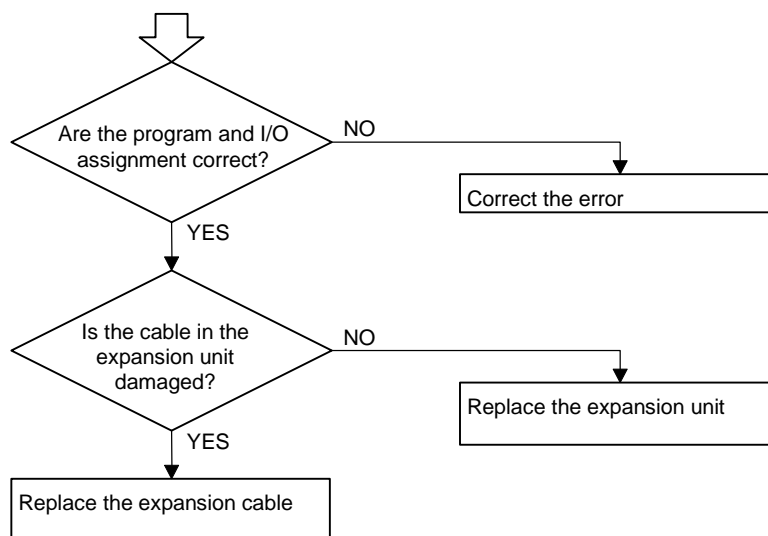 Are the program and I/O
assignment correct?
NO
Correct the error
YES
Is the cable in the
expansion unit
damaged?
NO
Replace the expansion unit
YES
Replace the expansion cable